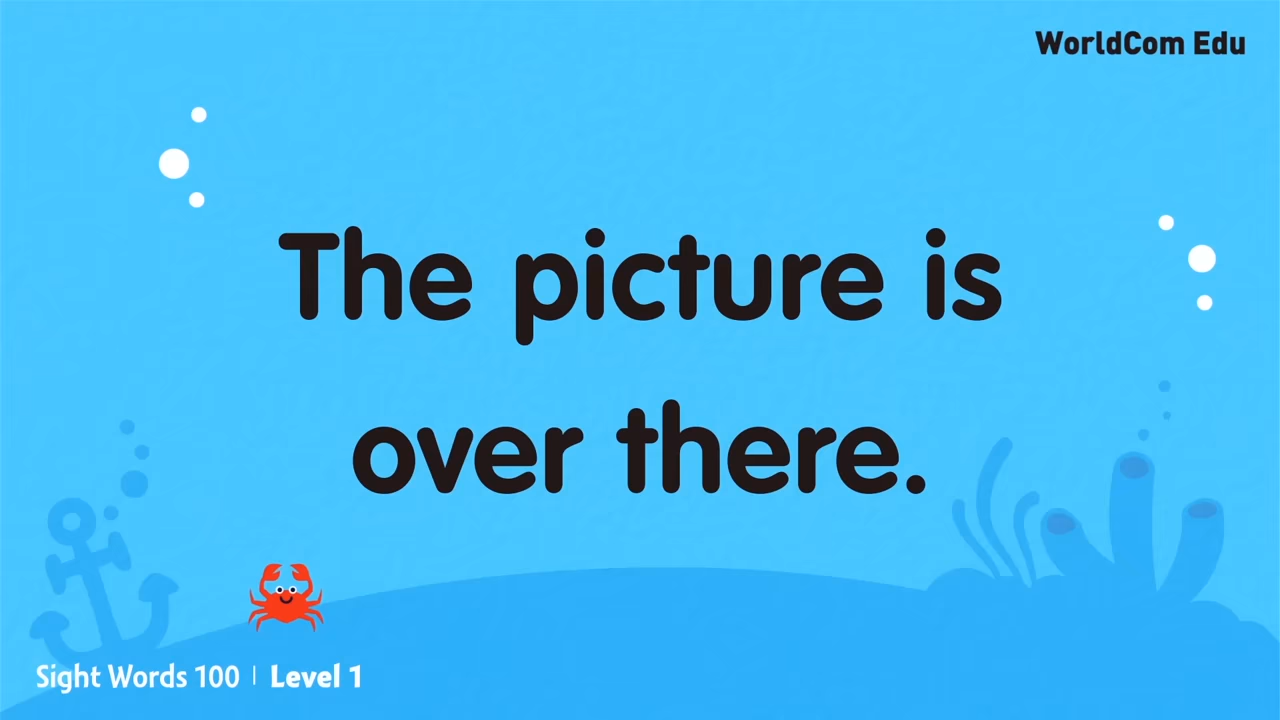 WorldCom Edu
The picture is
over there.
Sight Words 100 | Level 1